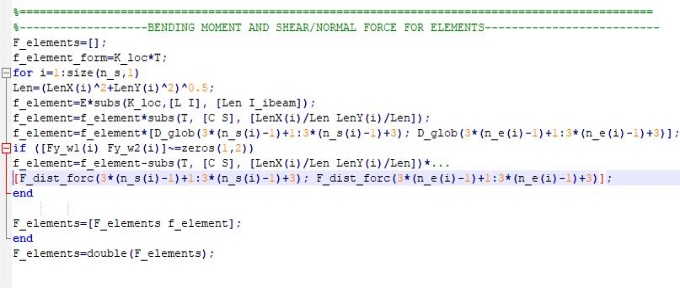 %===============================================================================================
%-------------------BENDING MOMENT AND SHEAR/NORMAL FORCE FOR ELEMENTS--------------------------
F_elements=[];
f_element_form=K_loc*T;
for i=1:size(n_s,1)
Len=(LenX(i)^2+LenY(i)^2)^0.5;
f_element=E*subs(K_loc,[L I], [Len I_ibeam]);
f_element=f_element*subs(T, [C S], [LenX(i)/Len LenY(i)/Len]);
f_element=f_element*[D_glob(3*(n_s(i)-1)+1:3*(n_s(i)-1)+3); D_glob(3*(n_e(i)-1)+1:3*(n_e(i)-1)+3)];
if ([Fy_w1(i) Fy_w2(i)]~=zeros(1,2))
f_element=f_element-subs(T, [C S], [LenX(i)/Len LenY(i)/Len])*...
[F_dist_forc(3*(n_s(i)-1)+1:3*(n_s(i)-1)+3); F_dist_forc(3*(n_e(i)-1)+1:3*(n_e(i)-1)+3)];
end
F_elements=[F_elements f_element];
end
F_elements=double(F_elements);